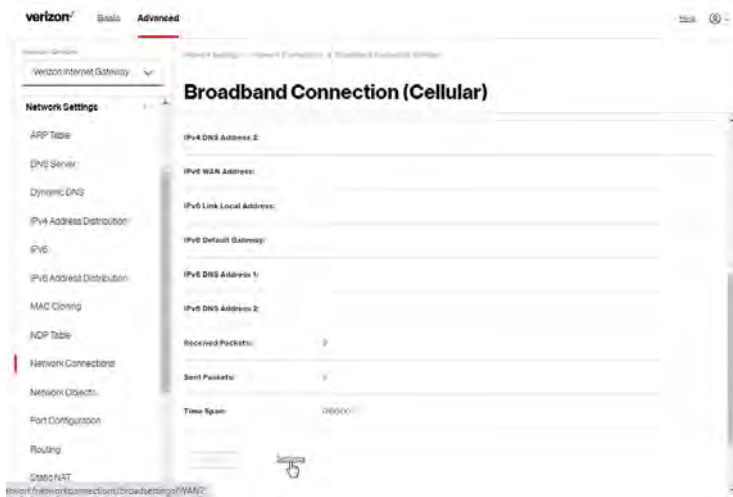 verizon✓ Basic Advanced
Help
Verizon Internet Gateway
Broadband Connection (Cellular)
Network Settings
ARP Table
IPv4 DNS Address 2:
DNS Server
IPv6 WAN Address:
Dynamic DNS
IPv6 Link Local Address:
IPv4 Address Distribution
IPv6 Default Gateway:
IPv6
IPv6 DNS Address 1:
IPv6 Address Distribution
MAC Cloning
IPv6 DNS Address 2:
NDP Table
Received Packets:
Network Connections
Sent Packets:
Network Objects
Time Span:
Port Configuration
Routing
Settings
Static NAT